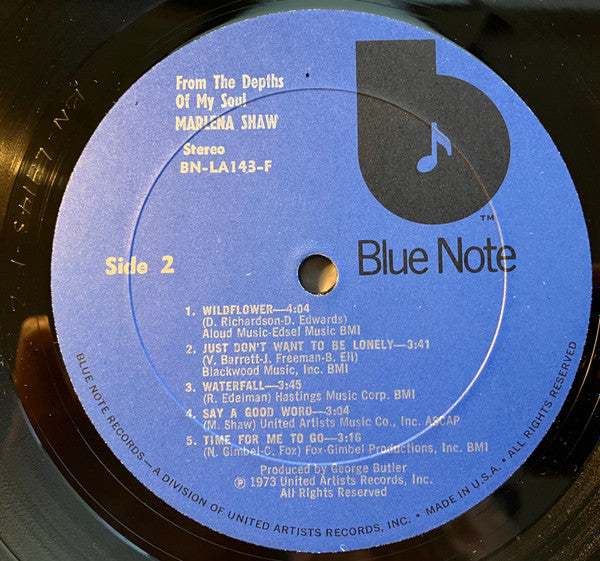 From The Depths
Of My Soul
MARLENA SHAW
Stereo
BN-LA143-F
Side 2
b
TM
Blue Note
1. WILDFLOWER—4:04
(D. Richardson-D. Edwards)
Aloud Music-Edsel Music BMI
2. JUST DON'T WANT TO BE LONELY—3:41
(V. Barrett-J. Freeman-B. Eli)
Blackwood Music, Inc. BMI
3. WATERFALL—3:45
(R. Edelman) Hastings Music Corp. BMI
4. SAY A GOOD WORD—3:04
(M. Shaw) United Artists Music Co., Inc. ASCAP
5. TIME FOR ME TO GO—3:16
(N. Gimbel-C. Fox) Fox-Gimbel Productions, Inc. BMI
Produced by George Butler
℗ 1973 United Artists Records, Inc.
All Rights Reserved
BLUE NOTE RECORDS—A DIVISION OF UNITED ARTISTS RECORDS, INC. • MADE IN U.S.A. • ALL RIGHTS RESERVED